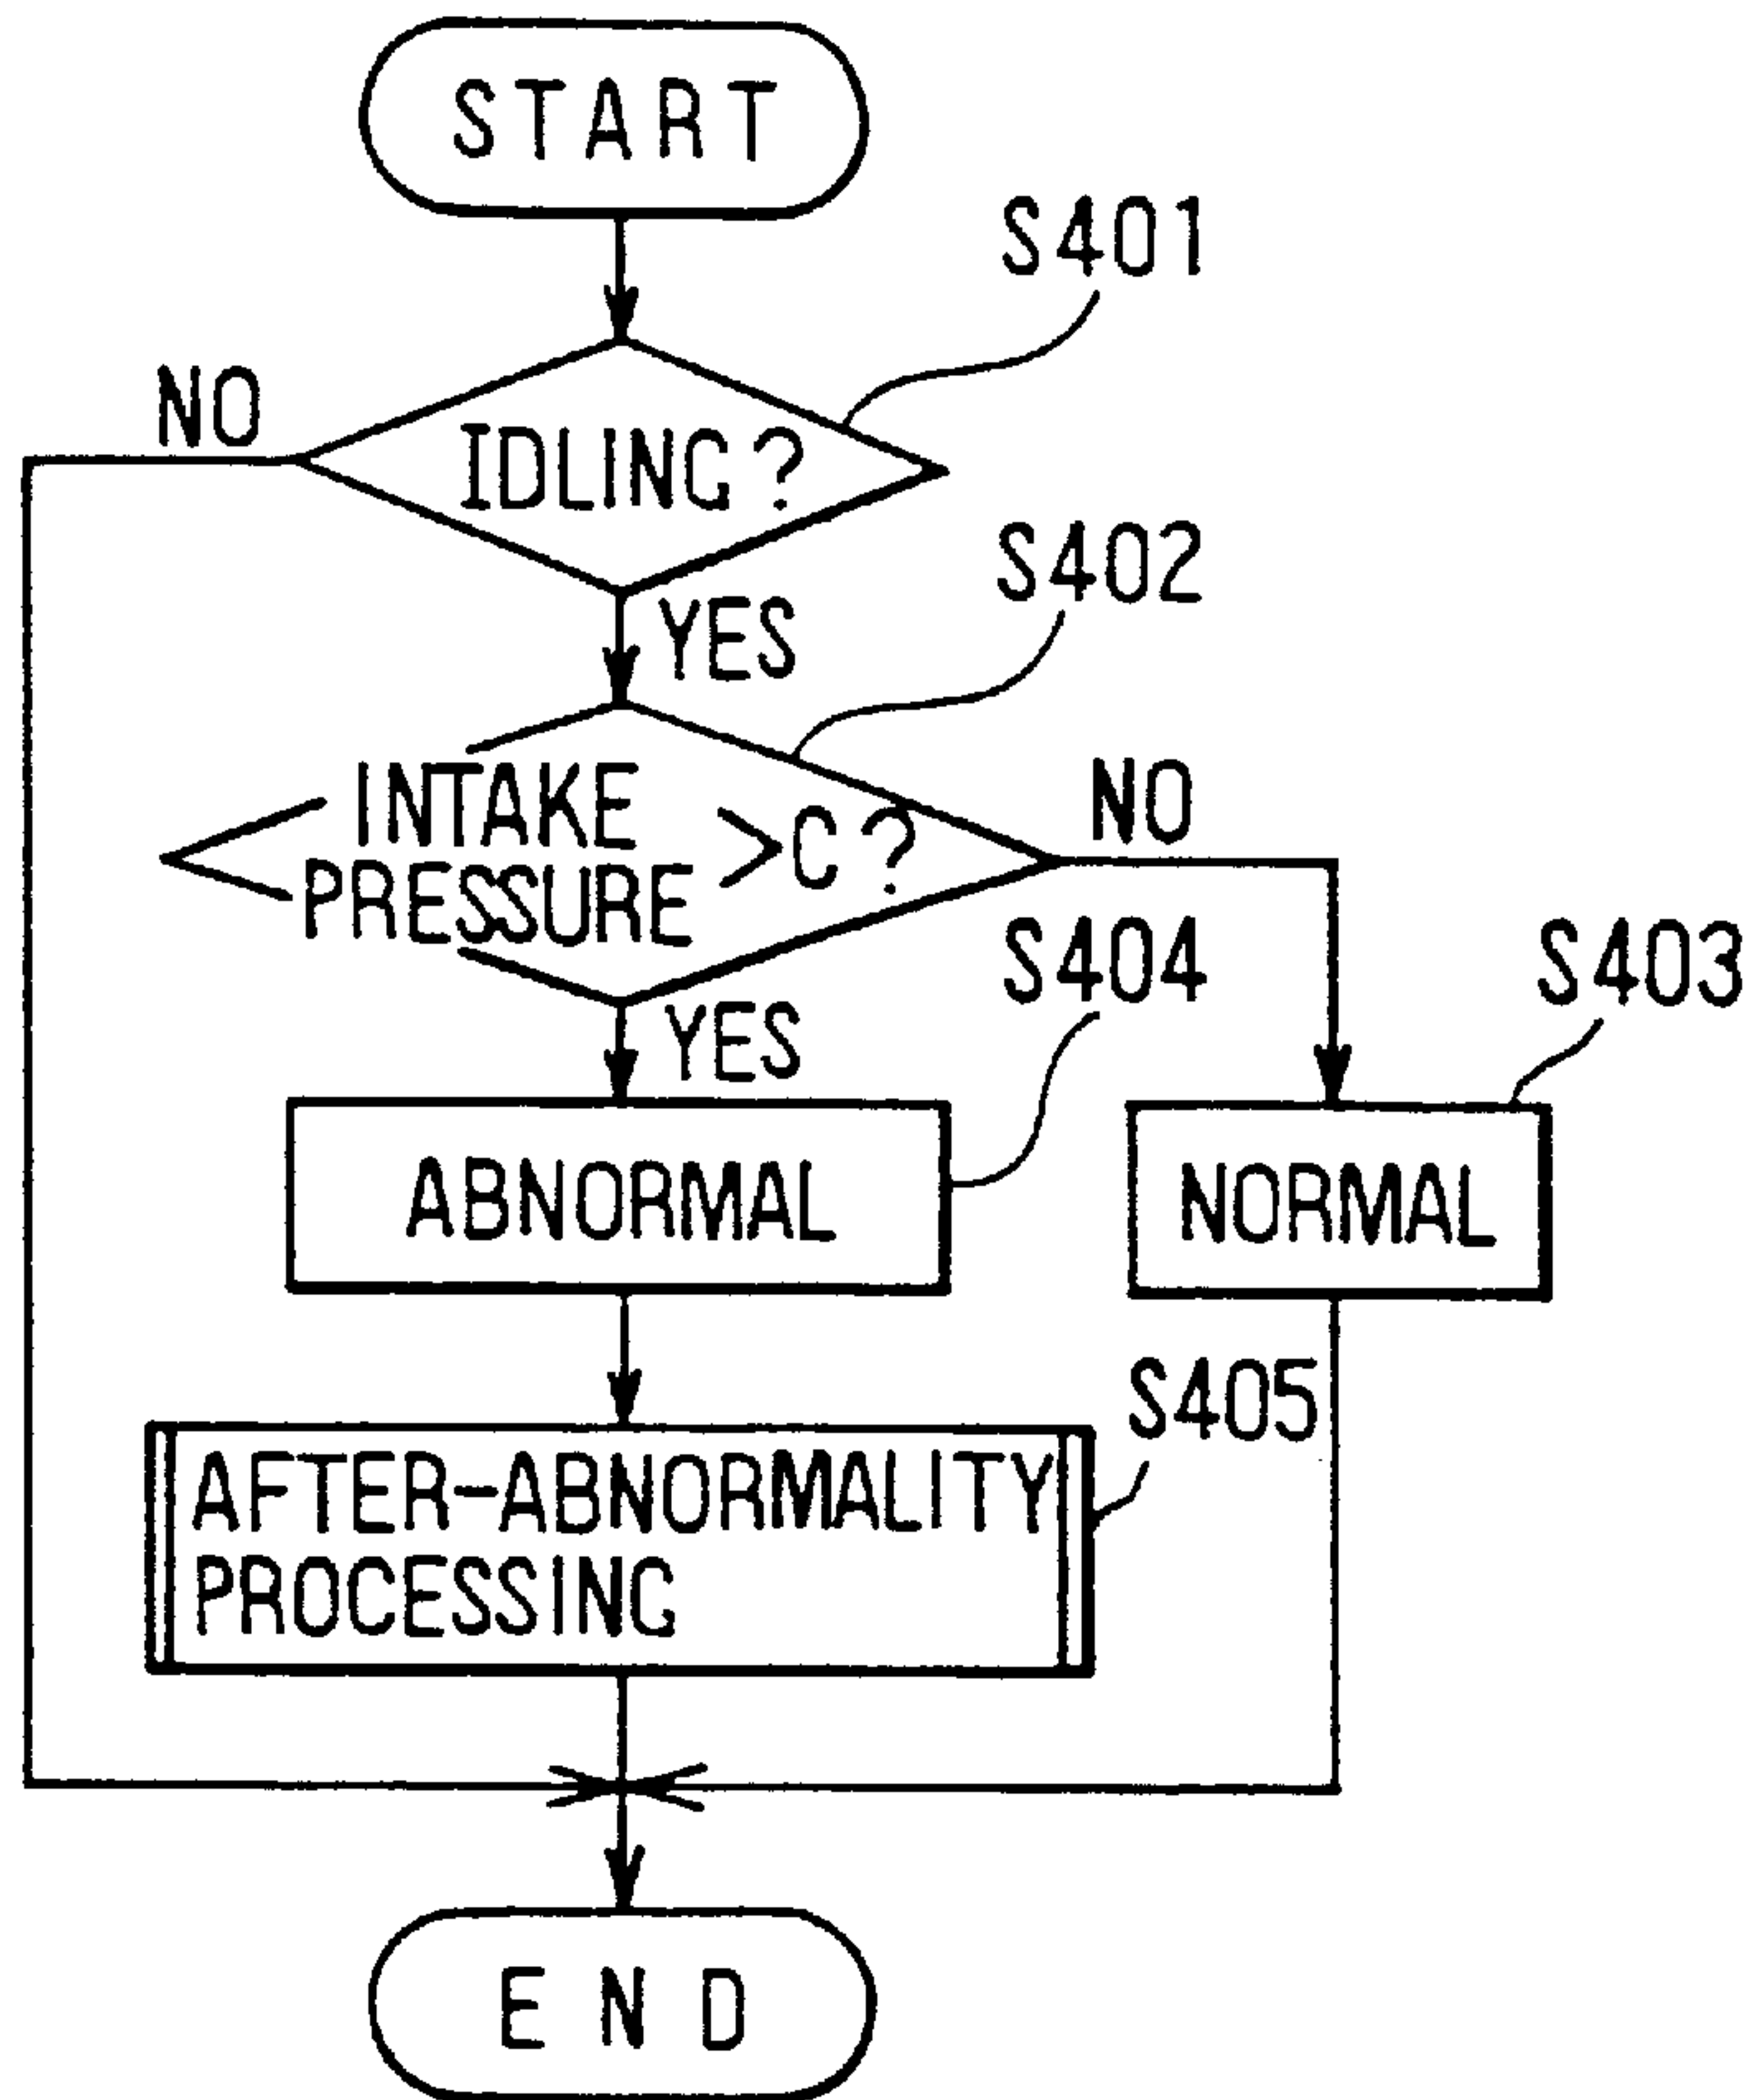 START
S401
NO
IDLING?
S402
YES
INTAKE
PRESSURE
>C?
NO
S404
S403
YES
ABNORMAL
NORMAL
S405
AFTER-ABNORMALITY
PROCESSING
END